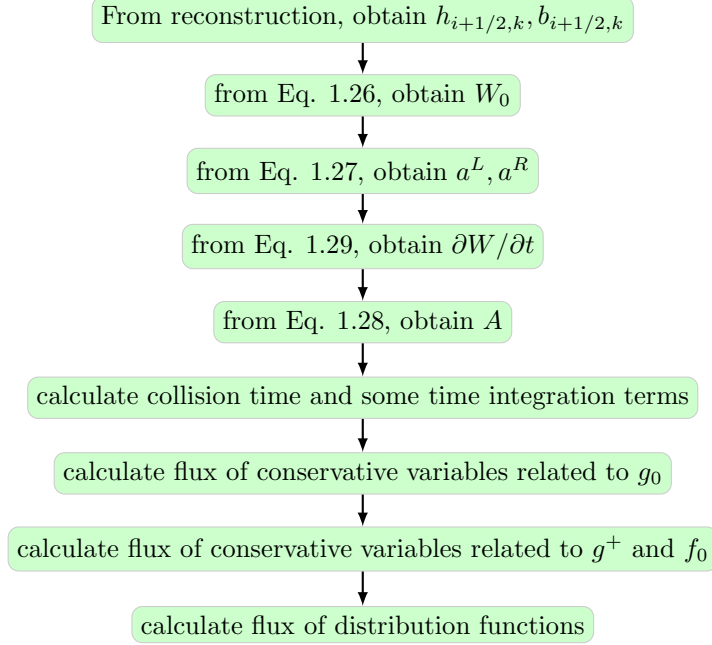 From reconstruction, obtain $h_{i+1/2,k}, b_{i+1/2,k}$
from Eq. 1.26, obtain $W_0$
from Eq. 1.27, obtain $a^L, a^R$
from Eq. 1.29, obtain $\partial W/\partial t$
from Eq. 1.28, obtain $A$
calculate collision time and some time integration terms
calculate flux of conservative variables related to $g_0$
calculate flux of conservative variables related to $g^+$ and $f_0$
calculate flux of distribution functions